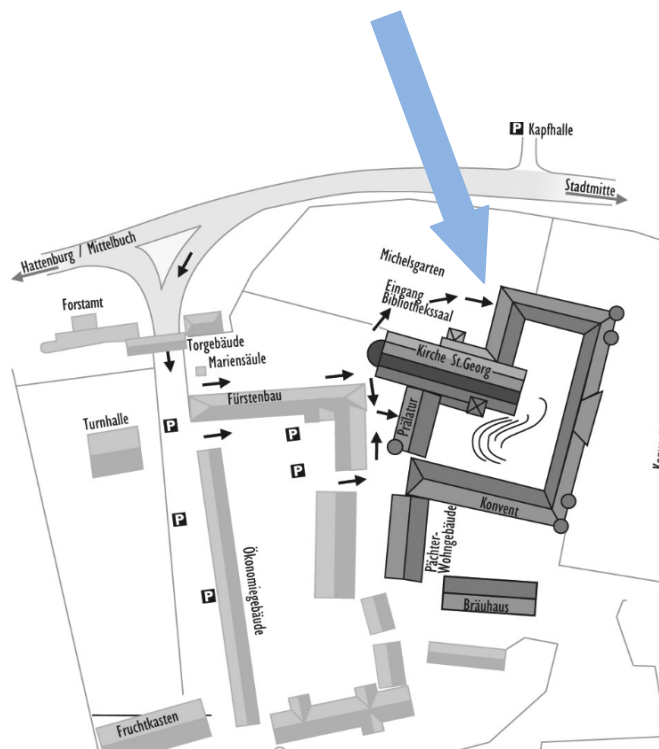 P Kapfhalle
Stadtmitte
Hattenburg / Mittelbuch
Michelsgarten
Eingang
Bibliothekssaal
Forstamt
Torgebäude
Mariensäule
Kirche St.Georg
Fürstenbau
Prälatur
Turnhalle
P
P
P
P
P
Konvent
Pächter-
Wohngebäude
Ökonomiegebäude
Bräuhaus
Fruchtkasten